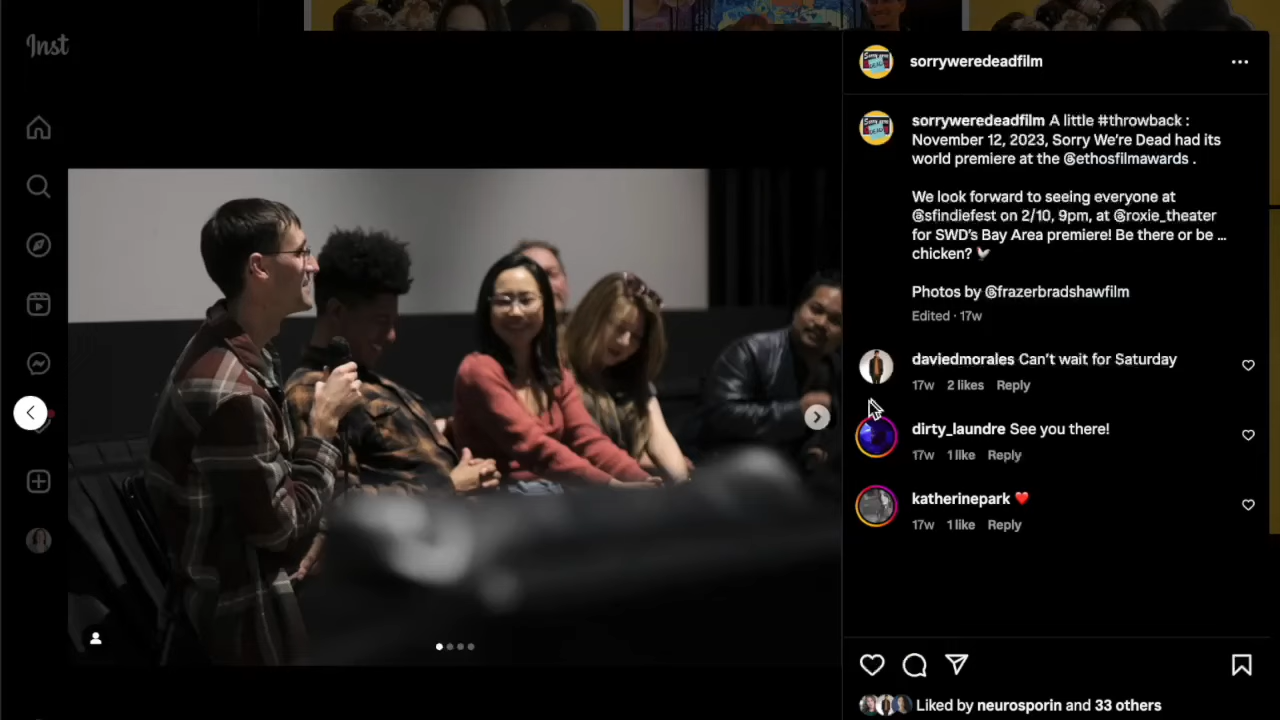 Inst
sorryweredeadfilm
sorryweredeadfilm A little #throwback :
November 12, 2023, Sorry We're Dead had its
world premiere at the @ethosfilmawards .
We look forward to seeing everyone at
@sfindiefest on 2/10, 9pm, at @roxie_theater
for SWD's Bay Area premiere! Be there or be ...
chicken? 🐓
Photos by @frazerbradshawfilm
Edited · 17w
daviedmorales Can't wait for Saturday
17w 2 likes Reply
dirty_laundre See you there!
17w 1 like Reply
katherinepark ❤️
17w 1 like Reply
Liked by neurosporin and 33 others